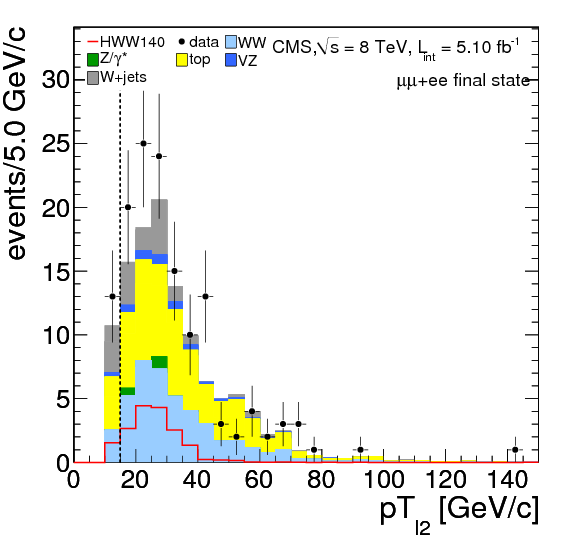 HWW140 data WW CMS,√s = 8 TeV, L_int = 5.10 fb⁻¹
Z/γ* top VZ
W+jets μμ+ee final state
events/5.0 GeV/c
30
25
20
15
10
5
0
0 20 40 60 80 100 120 140
pT_l2 [GeV/c]